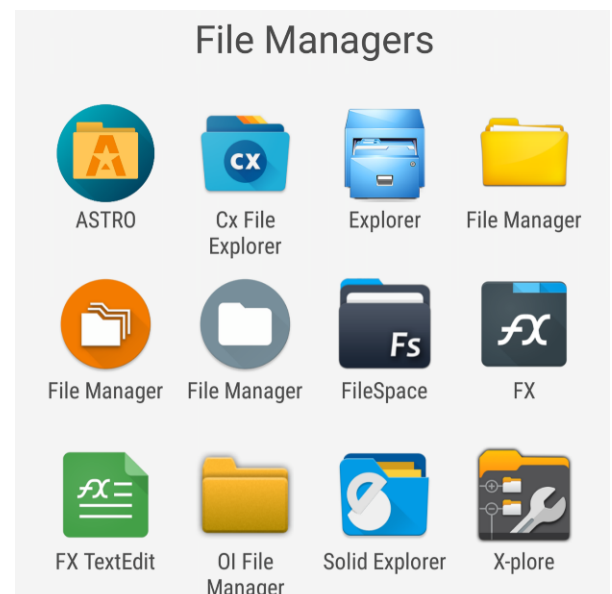 File Managers
CX
ASTRO
Cx File
Explorer
Explorer
File Manager
Fs
FX
File Manager
File Manager
FileSpace
FX
FX
FX TextEdit
OI File
Manager
Solid Explorer
X-plore